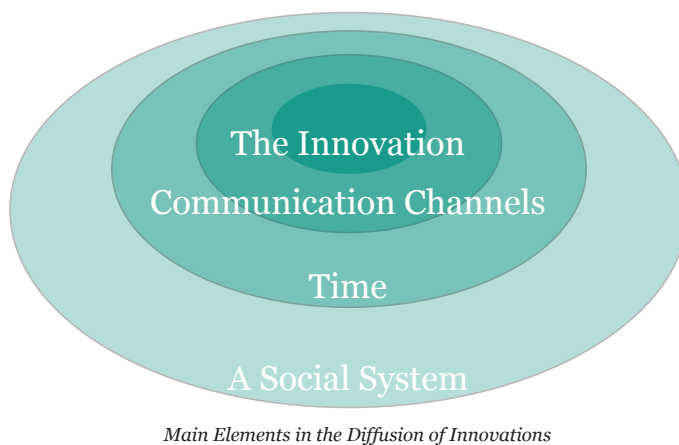 The Innovation
Communication Channels
Time
A Social System
Main Elements in the Diffusion of Innovations